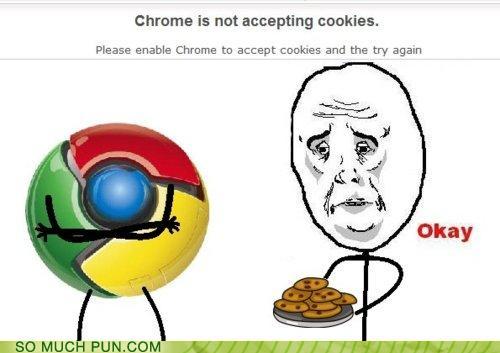 Chrome is not accepting cookies.
Please enable Chrome to accept cookies and the try again
Okay
SO MUCH PUN.COM